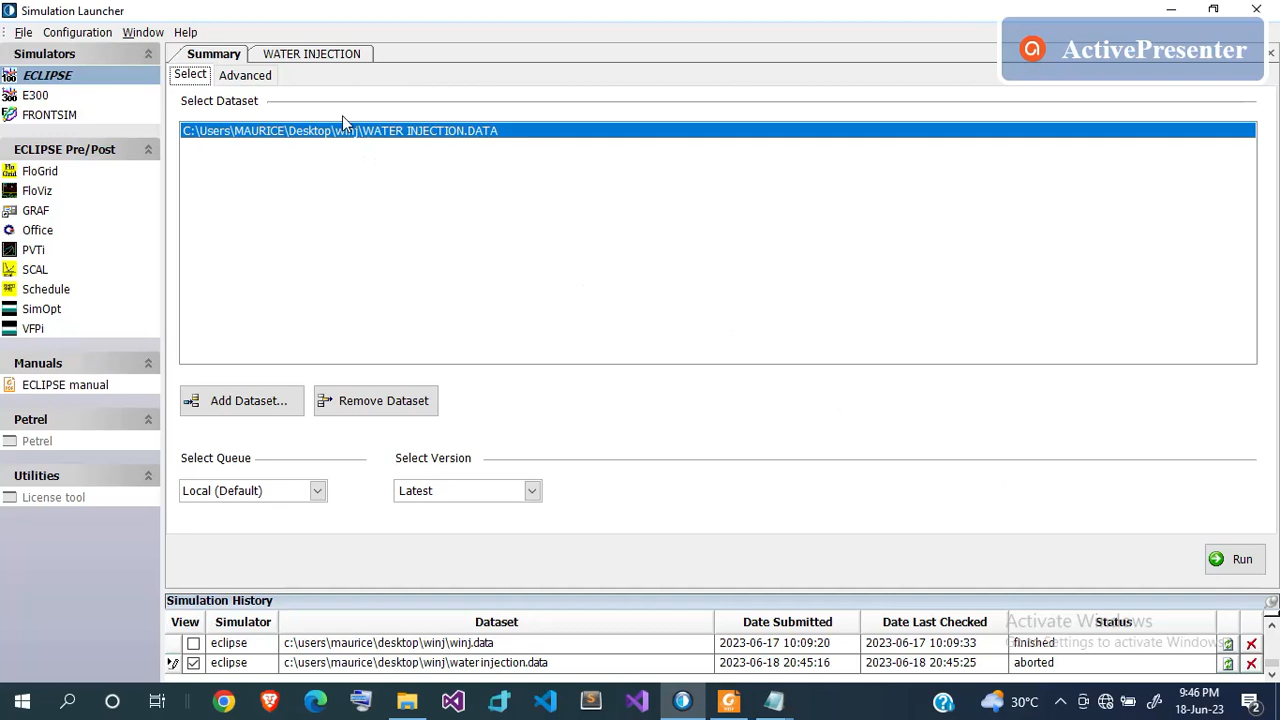 Simulation Launcher
File Configuration Window Help
ActivePresenter
Simulators
ECLIPSE
E300
FRONTSIM
ECLIPSE Pre/Post
FloGrid
FloViz
GRAF
Office
PVTi
SCAL
Schedule
SimOpt
VFPi
Manuals
ECLIPSE manual
Petrel
Petrel
Utilities
License tool
Summary WATER INJECTION
Select Advanced
Select Dataset
C:\Users\MAURICE\Desktop\winj\WATER INJECTION.DATA
Add Dataset... Remove Dataset
Select Queue Select Version
Local (Default) Latest
Run
Simulation History
View Simulator Dataset Date Submitted Date Last Checked Status
eclipse c:\users\maurice\desktop\winj\winj.data 2023-06-17 10:09:20 2023-06-17 10:09:33 finished
eclipse c:\users\maurice\desktop\winj\water injection.data 2023-06-18 20:45:16 2023-06-18 20:45:25 aborted
Activate Windows
Go to Settings to activate Windows.
30°C
9:46 PM
18-Jun-23
2